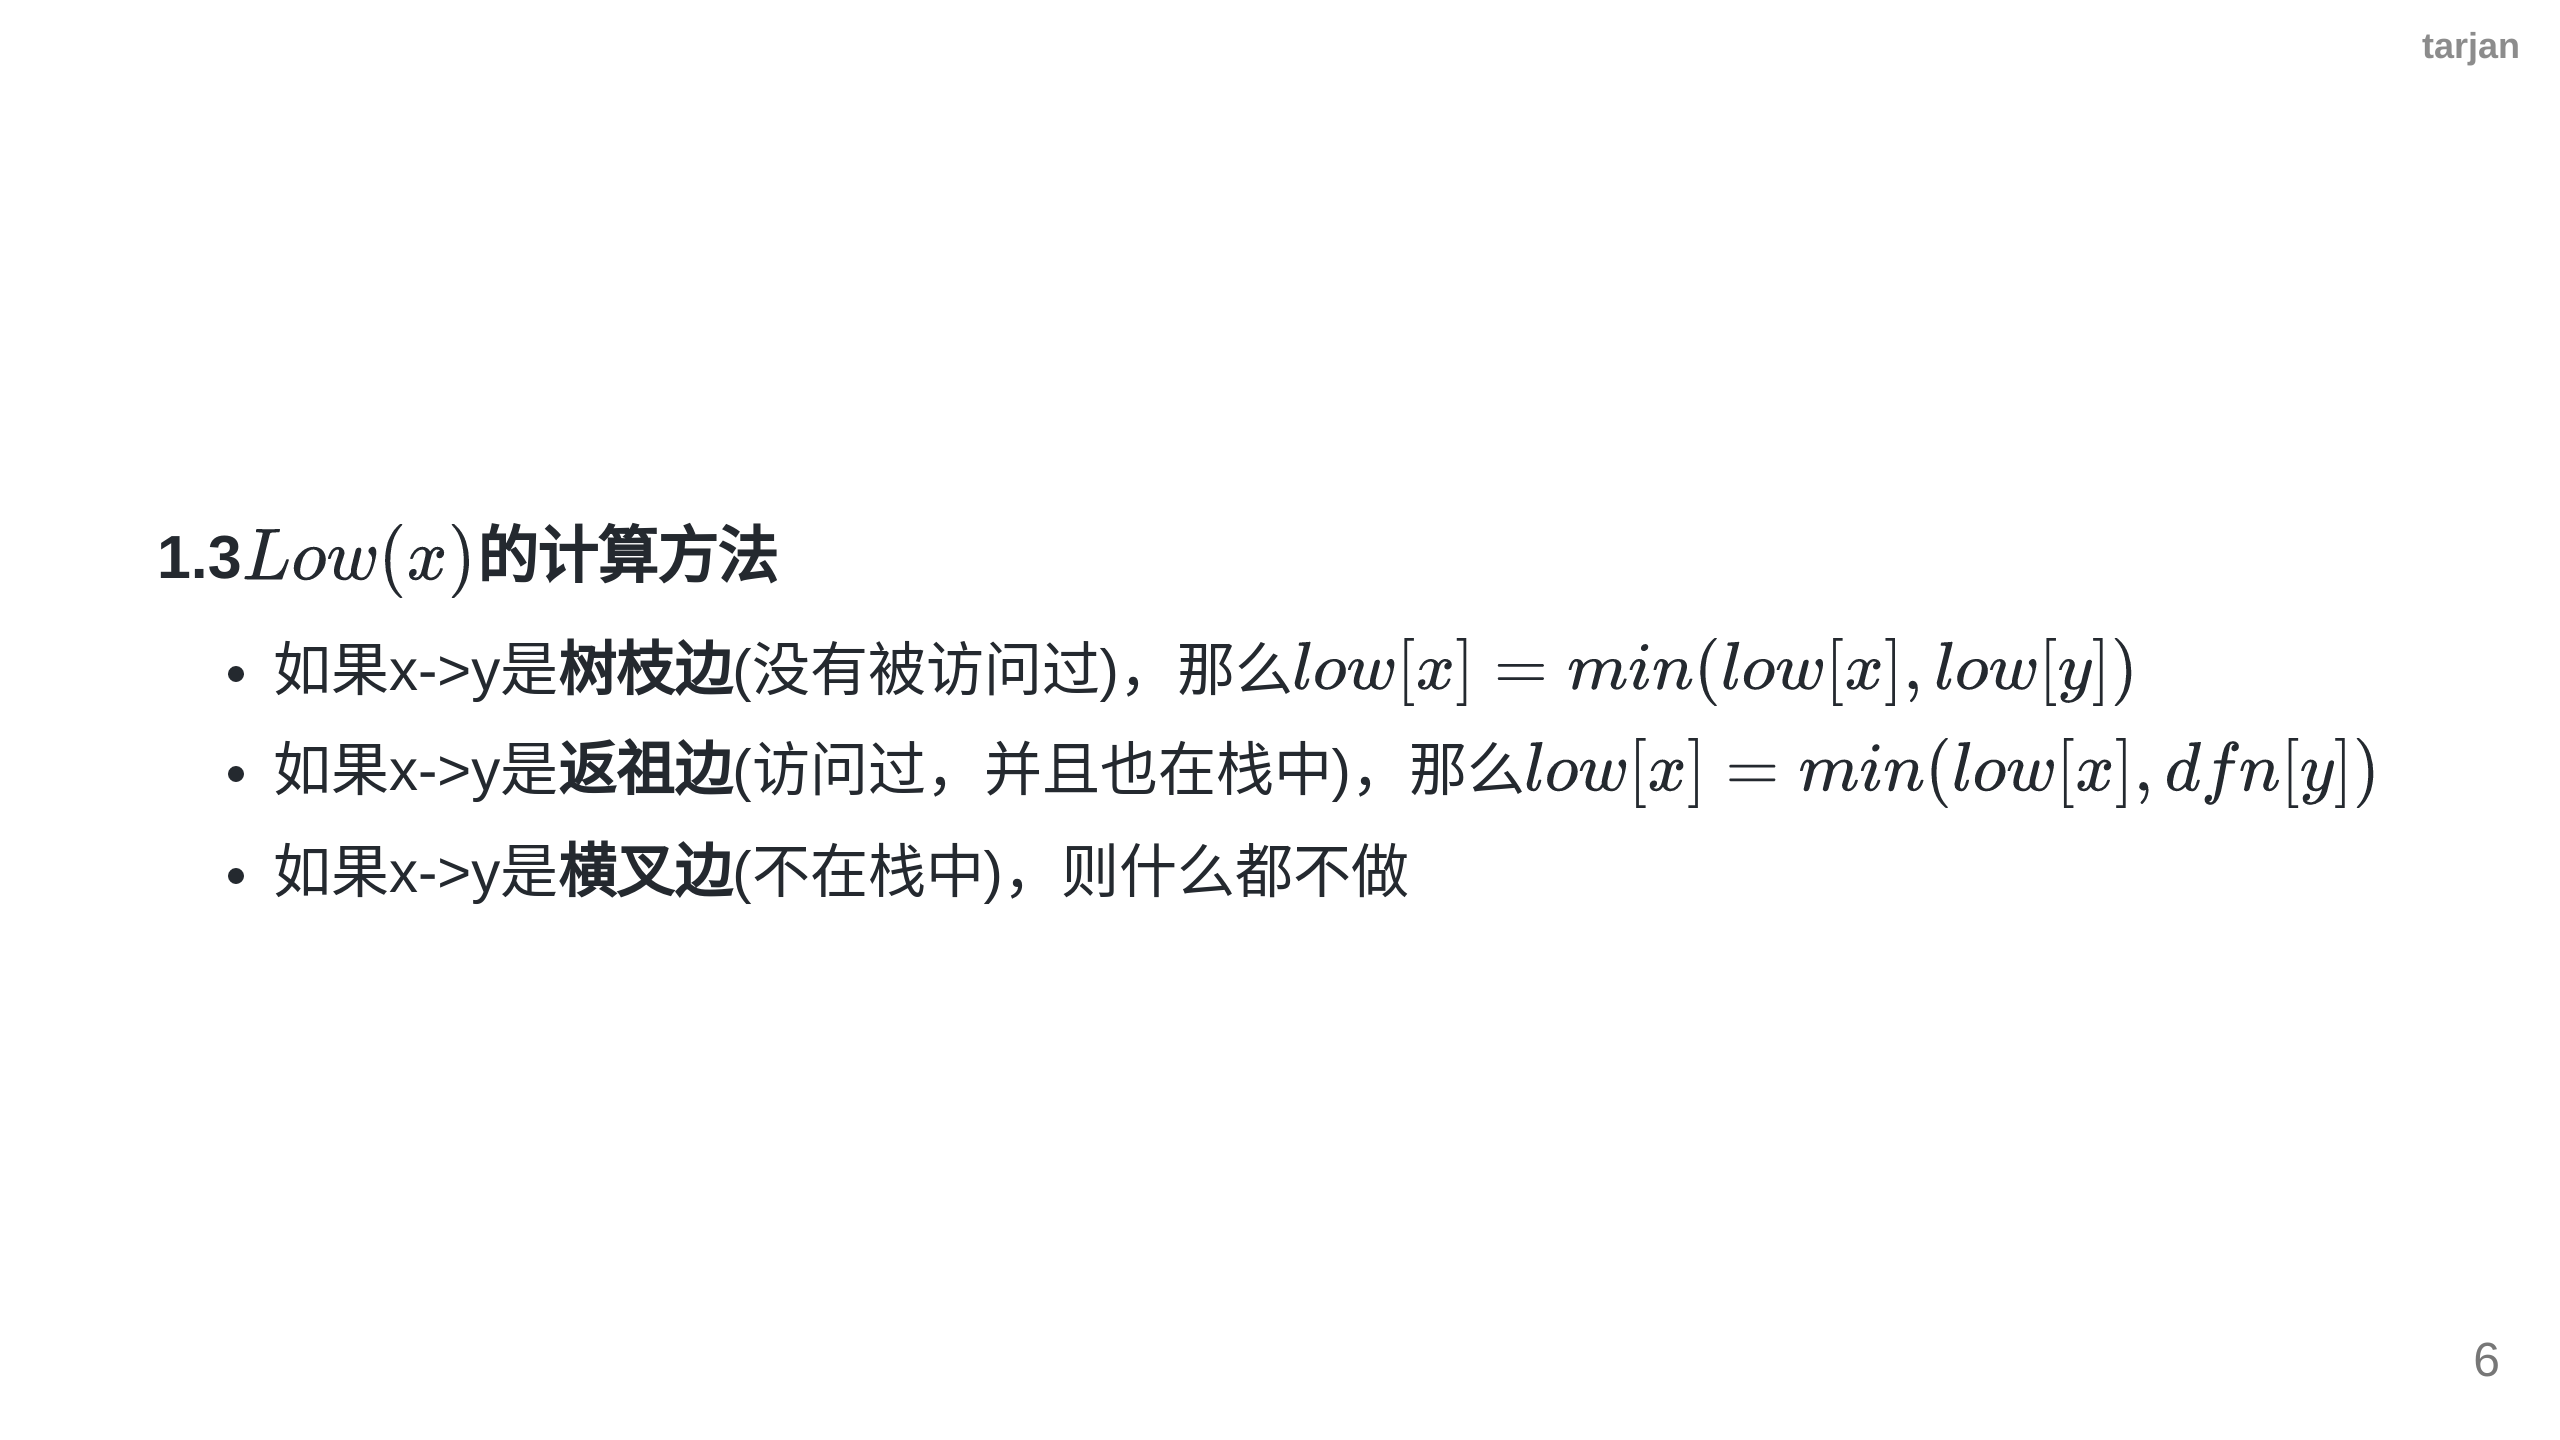 tarjan
1.3Low(x)的计算方法
• 如果x->y是树枝边(没有被访问过)，那么low[x] = min(low[x], low[y])
• 如果x->y是返祖边(访问过，并且也在栈中)，那么low[x] = min(low[x], dfn[y])
• 如果x->y是横叉边(不在栈中)，则什么都不做
6